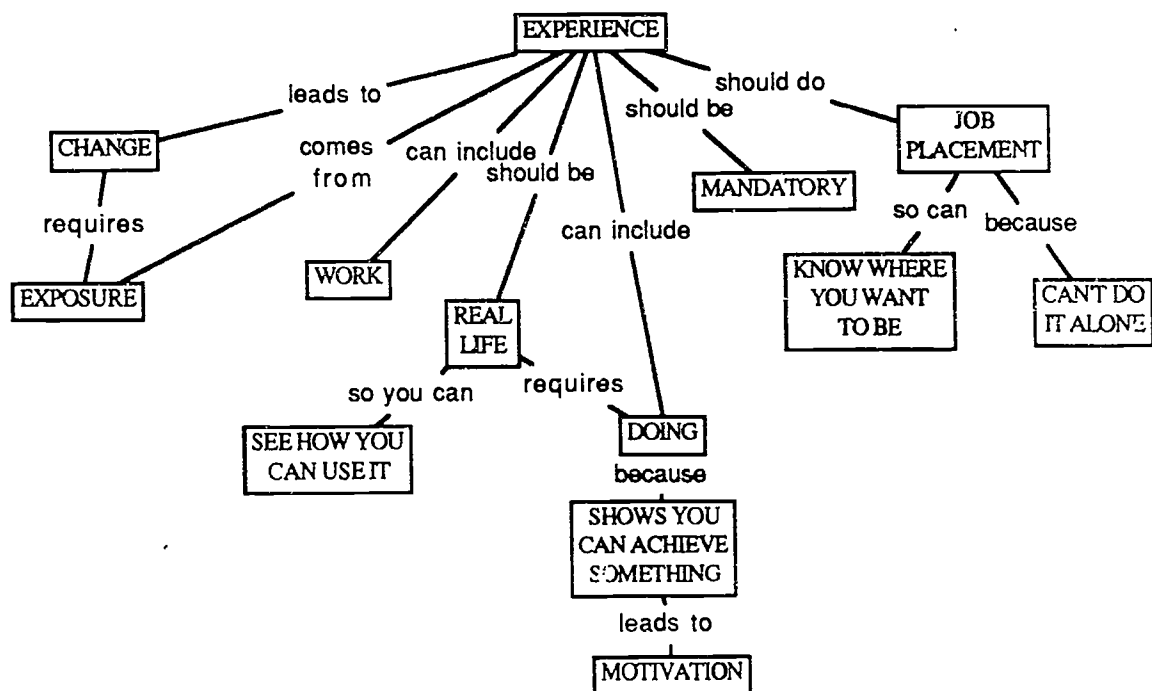 EXPERIENCE
leads to
comes
from
can include
should be
can include
should be
should do
CHANGE
requires
EXPOSURE
WORK
REAL
LIFE
so you can
SEE HOW YOU
CAN USE IT
requires
DOING
because
SHOWS YOU
CAN ACHIEVE
SOMETHING
leads to
MOTIVATION
MANDATORY
JOB
PLACEMENT
so can
KNOW WHERE
YOU WANT
TO BE
because
CAN'T DO
IT ALONE